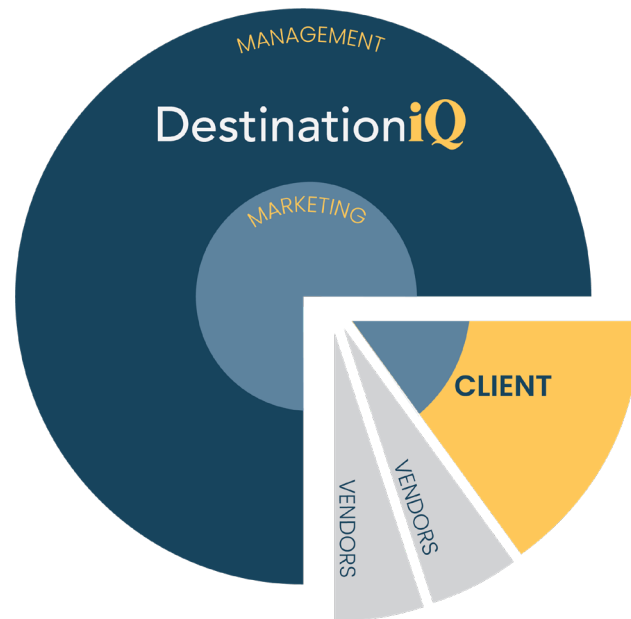 MANAGEMENT
DestinationiQ
MARKETING
CLIENT
VENDORS
VENDORS